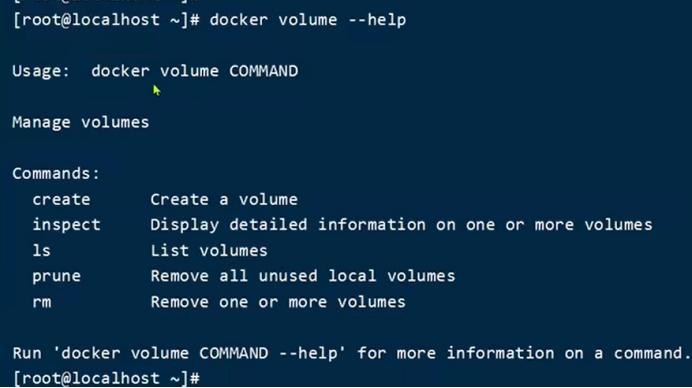 [root@localhost ~]# docker volume --help
Usage:  docker volume COMMAND
Manage volumes
Commands:
  create      Create a volume
  inspect     Display detailed information on one or more volumes
  ls          List volumes
  prune       Remove all unused local volumes
  rm          Remove one or more volumes
Run 'docker volume COMMAND --help' for more information on a command.
[root@localhost ~]#